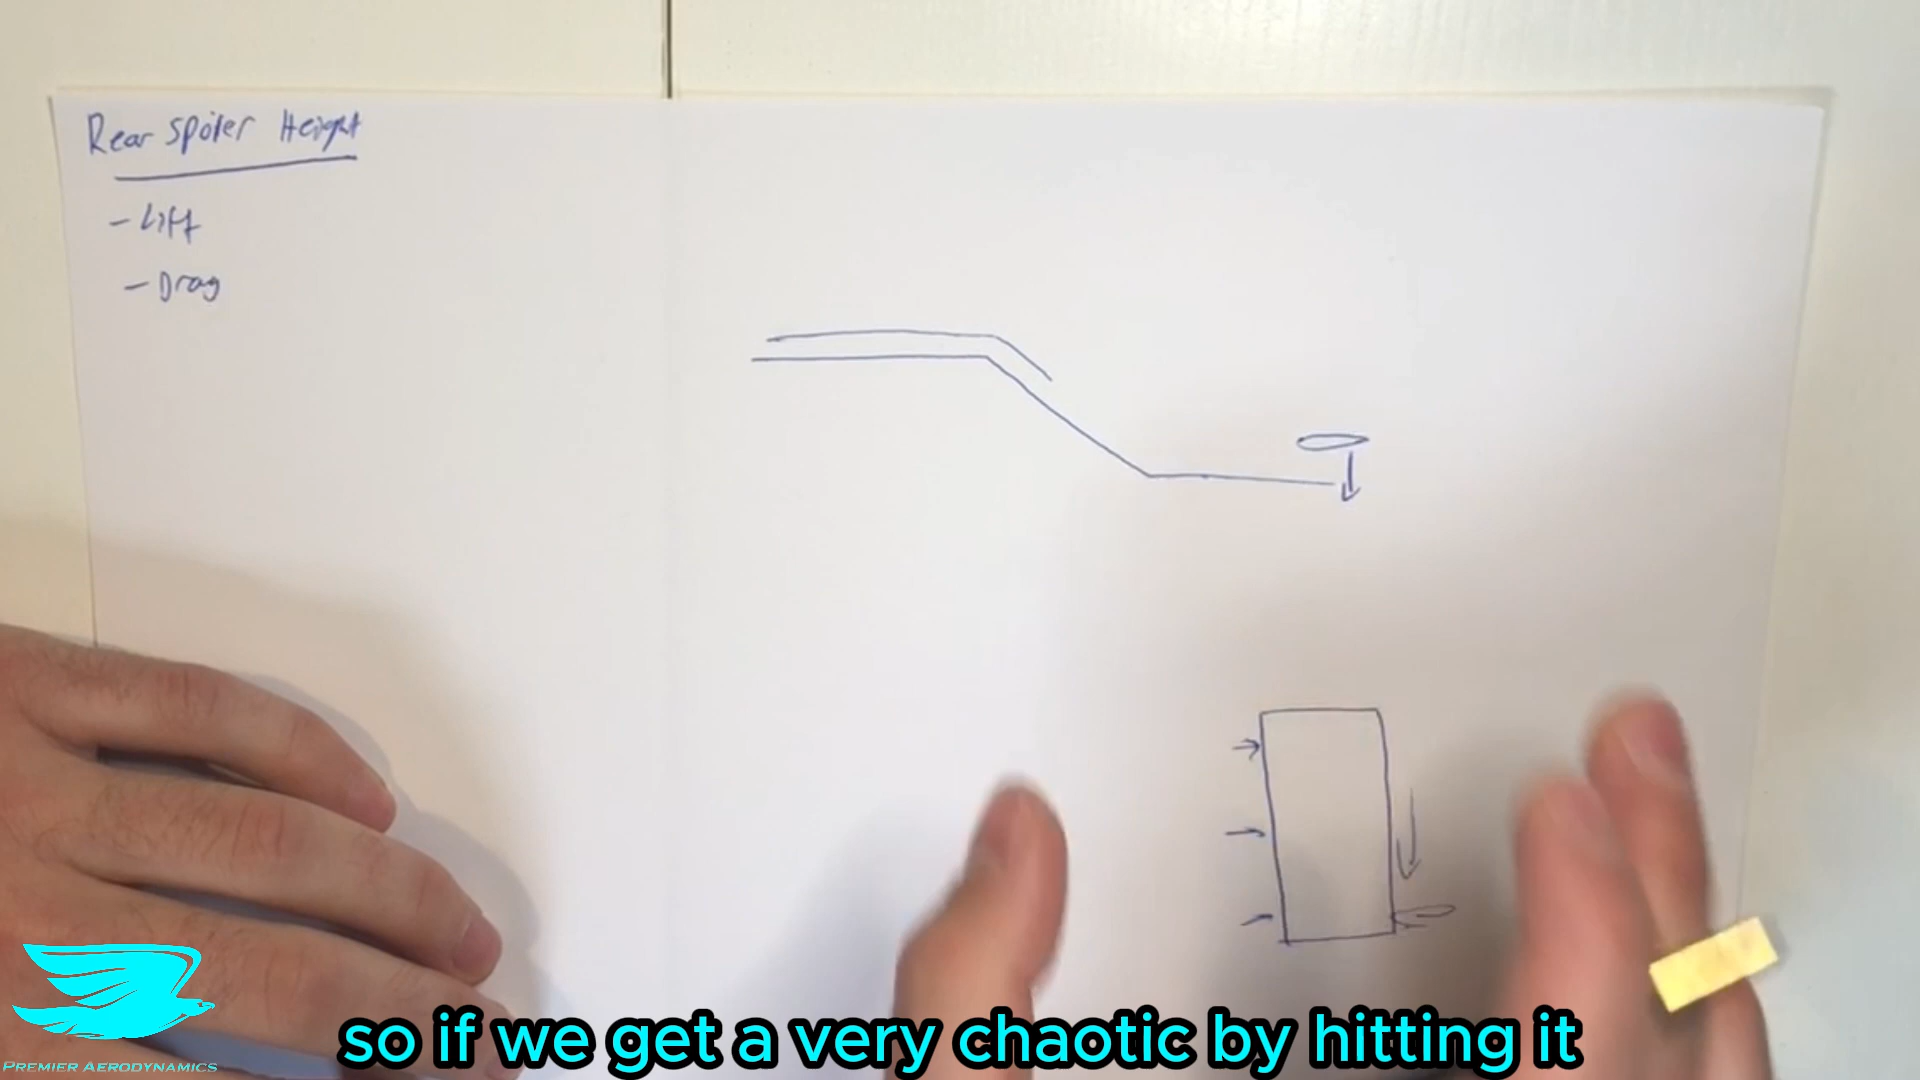 Rear Spoiler Height
- Lift
- Drag
PREMIER AERODYNAMICS
so if we get a very chaotic by hitting it